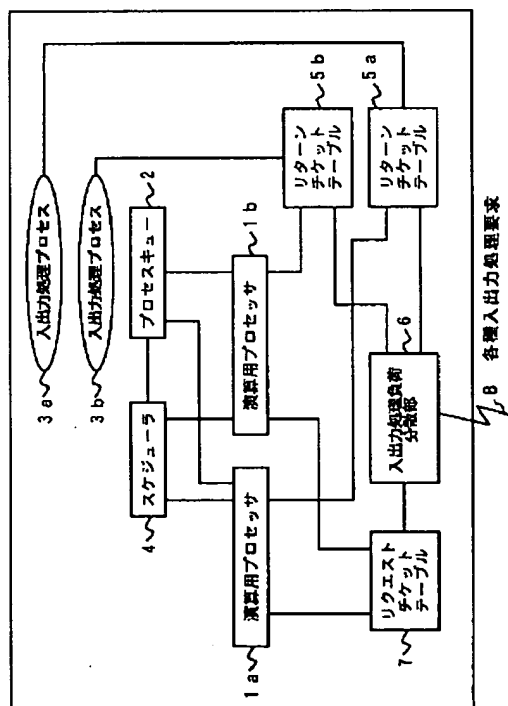 3a
入出力処理プロセス
3b
入出力処理プロセス
4
スケジューラ
プロセスキュー
2
1a
演算用プロセッサ
演算用プロセッサ
1b
リターン
チケット
テーブル
5b
リターン
チケット
テーブル
5a
7
リクエスト
チケット
テーブル
入出力処理負荷
分散部
6
8 各種入出力処理要求